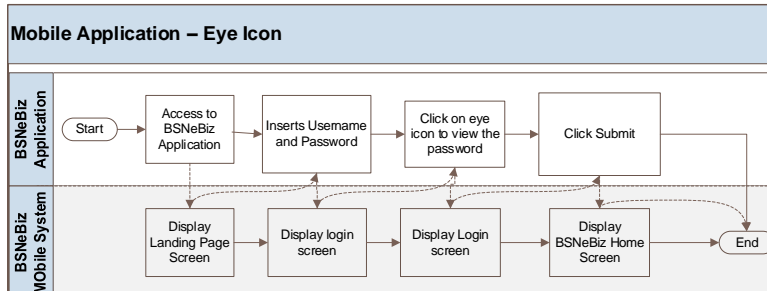 Mobile Application – Eye Icon
BSNeBiz
Application
Start
Access to
BSNeBiz
Application
Inserts Username
and Password
Click on eye
icon to view the
password
Click Submit
BSNeBiz
MObile System
Display
Landing Page
Screen
Display login
screen
Display Login
screen
Display
BSNeBiz Home
Screen
End